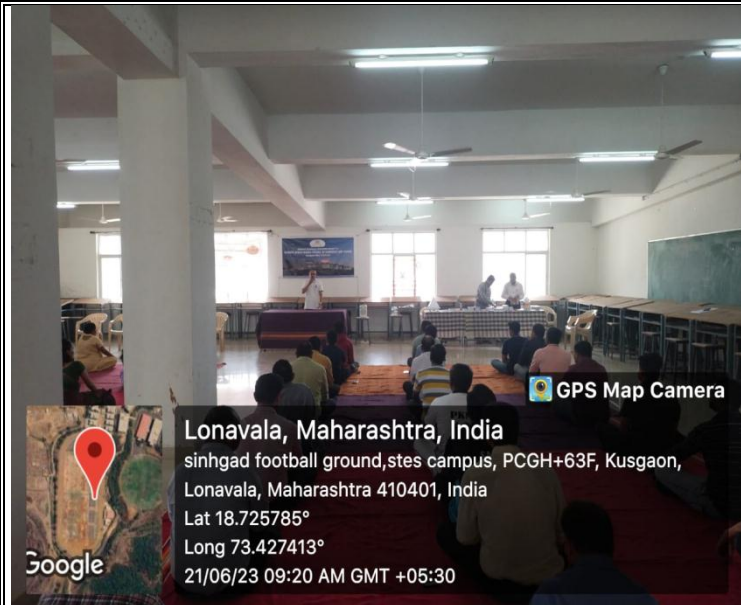 GPS Map Camera
Lonavala, Maharashtra, India
sinhgad football ground,stes campus, PCGH+63F, Kusgaon,
Lonavala, Maharashtra 410401, India
Lat 18.725785°
Long 73.427413°
21/06/23 09:20 AM GMT +05:30
Google